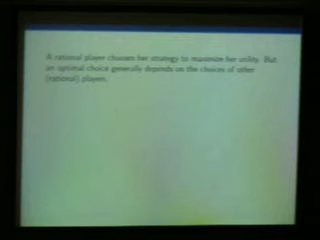 A rational player chooses her strategy to maximize her utility. But
an optimal choice generally depends on the choices of other
(rational) players.